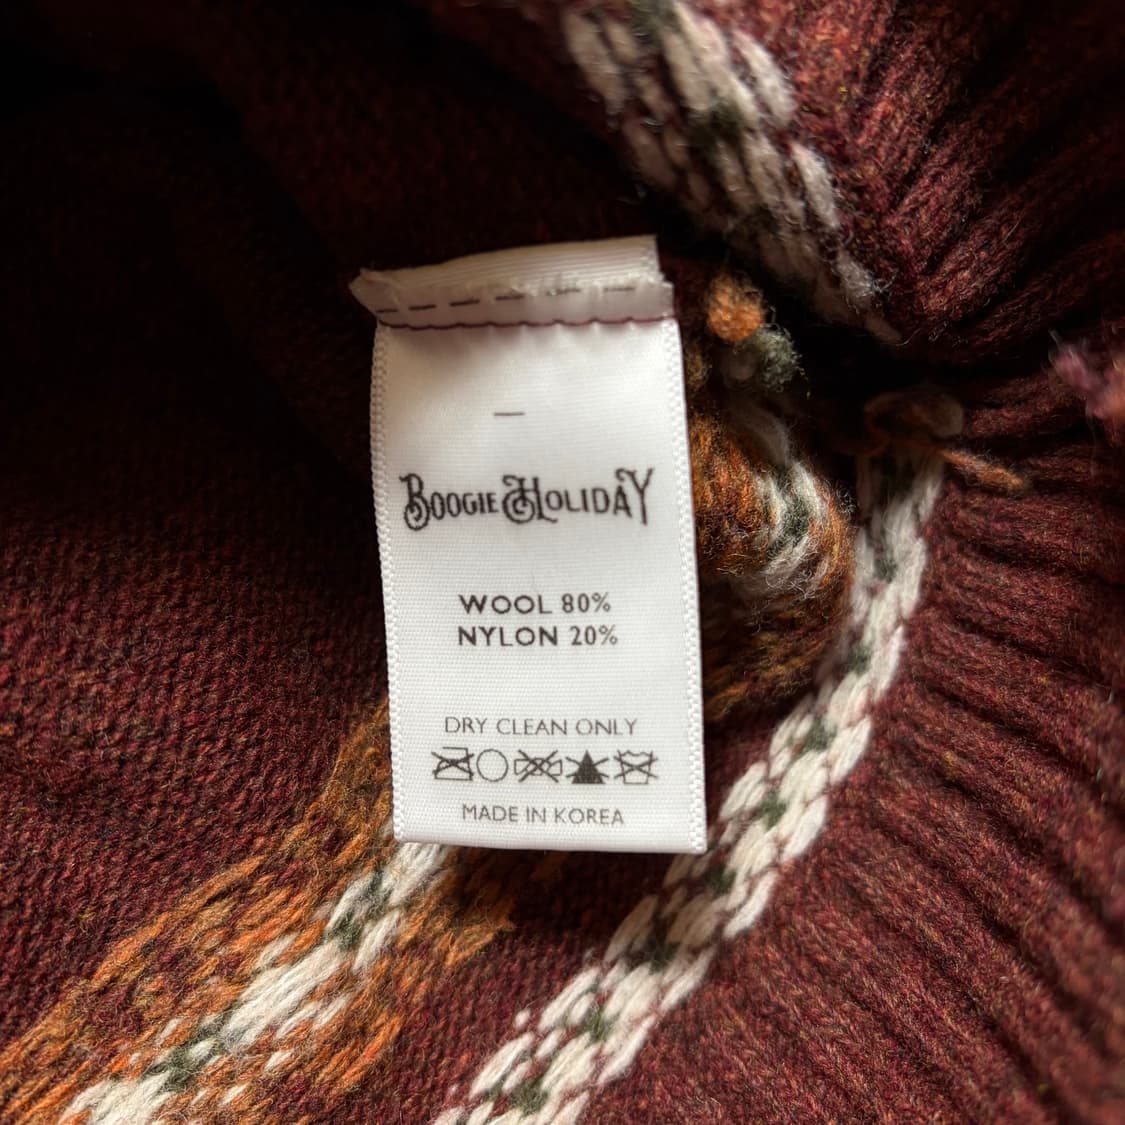 BOOGIE HOLIDAY
WOOL 80%
NYLON 20%
DRY CLEAN ONLY
MADE IN KOREA